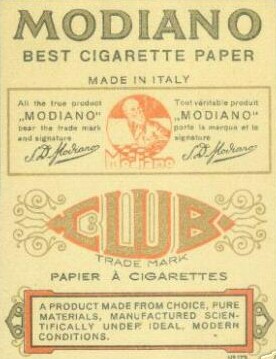 MODIANO
BEST CIGARETTE PAPER
MADE IN ITALY
All the true product
„MODIANO"
bear the trade mark
and signature
S.D. Modiano
Modiano
Tout véritable produit
„MODIANO"
porte la marque et la
signature
S.D. Modiano
CLUB
TRADE MARK
PAPIER À CIGARETTES
A PRODUCT MADE FROM CHOICE, PURE
MATERIALS, MANUFACTURED SCIEN-
TIFICALLY UNDER IDEAL, MODERN
CONDITIONS.